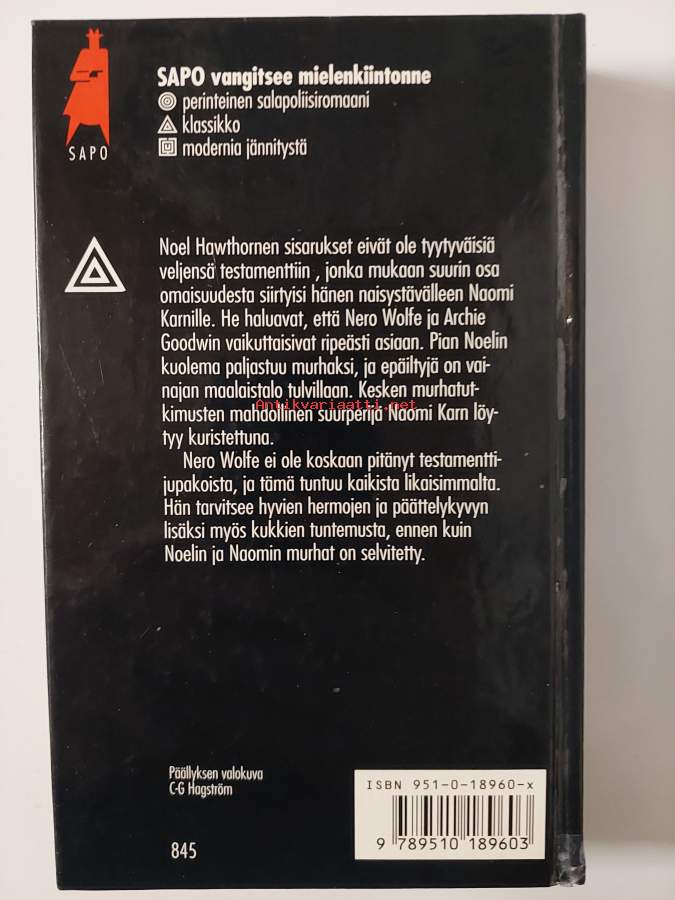 SAPO
SAPO vangitsee mielenkiintonne
perinteinen salapoliisiromaani
klassikko
modernia jännitystä
Noel Hawthornen sisarukset eivät ole tyytyväisiä
veljensä testamenttiin , jonka mukaan suurin osa
omaisuudesta siirtyisi hänen naisystävälleen Naomi
Karnille. He haluavat, että Nero Wolfe ja Archie
Goodwin vaikuttaisivat ripeästi asiaan. Pian Noelin
kuolema paljastuu murhaksi, ja epäiltyjä on vai-
najan maalaistalo tulvillaan. Kesken murhatut-
kimusten mahdollinen suurperijä Naomi Karn löy-
Antikvariaatti.net
tyy kuristettuna.
Nero Wolfe ei ole koskaan pitänyt testamentti-
jupakoista, ja tämä tuntuu kaikista likaisimmalta.
Hän tarvitsee hyvien hermojen ja päättelykyvyn
lisäksi myös kukkien tuntemusta, ennen kuin
Noelin ja Naomin murhat on selvitetty.
Päällyksen valokuva
C-G Hagström
845
ISBN 951-0-18960-x
9 789510 189603